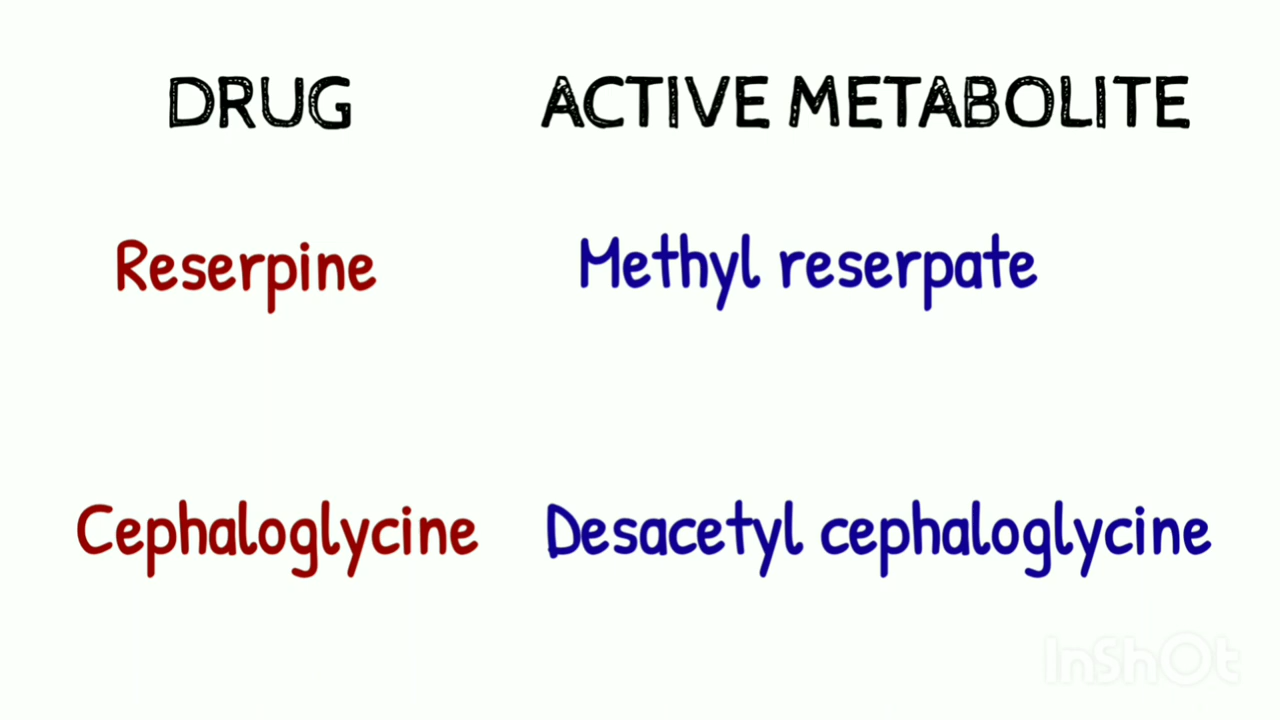 DRUG ACTIVE METABOLITE
Reserpine Methyl reserpate
Cephaloglycine Desacetyl cephaloglycine
InShOt